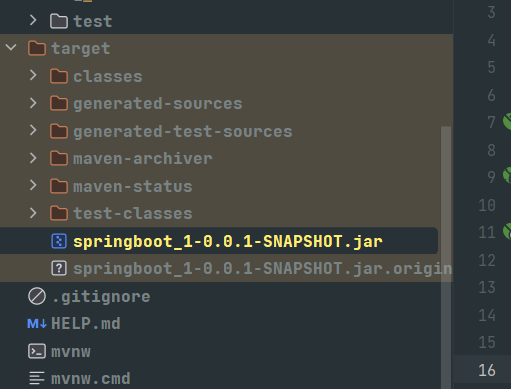 test
3
target
4
classes
5
generated-sources
6
generated-test-sources
7
maven-archiver
8
maven-status
9
test-classes
10
springboot_1-0.0.1-SNAPSHOT.jar
11
springboot_1-0.0.1-SNAPSHOT.jar.origin
12
.gitignore
13
M↓ HELP.md
14
mvnw
15
mvnw.cmd
16